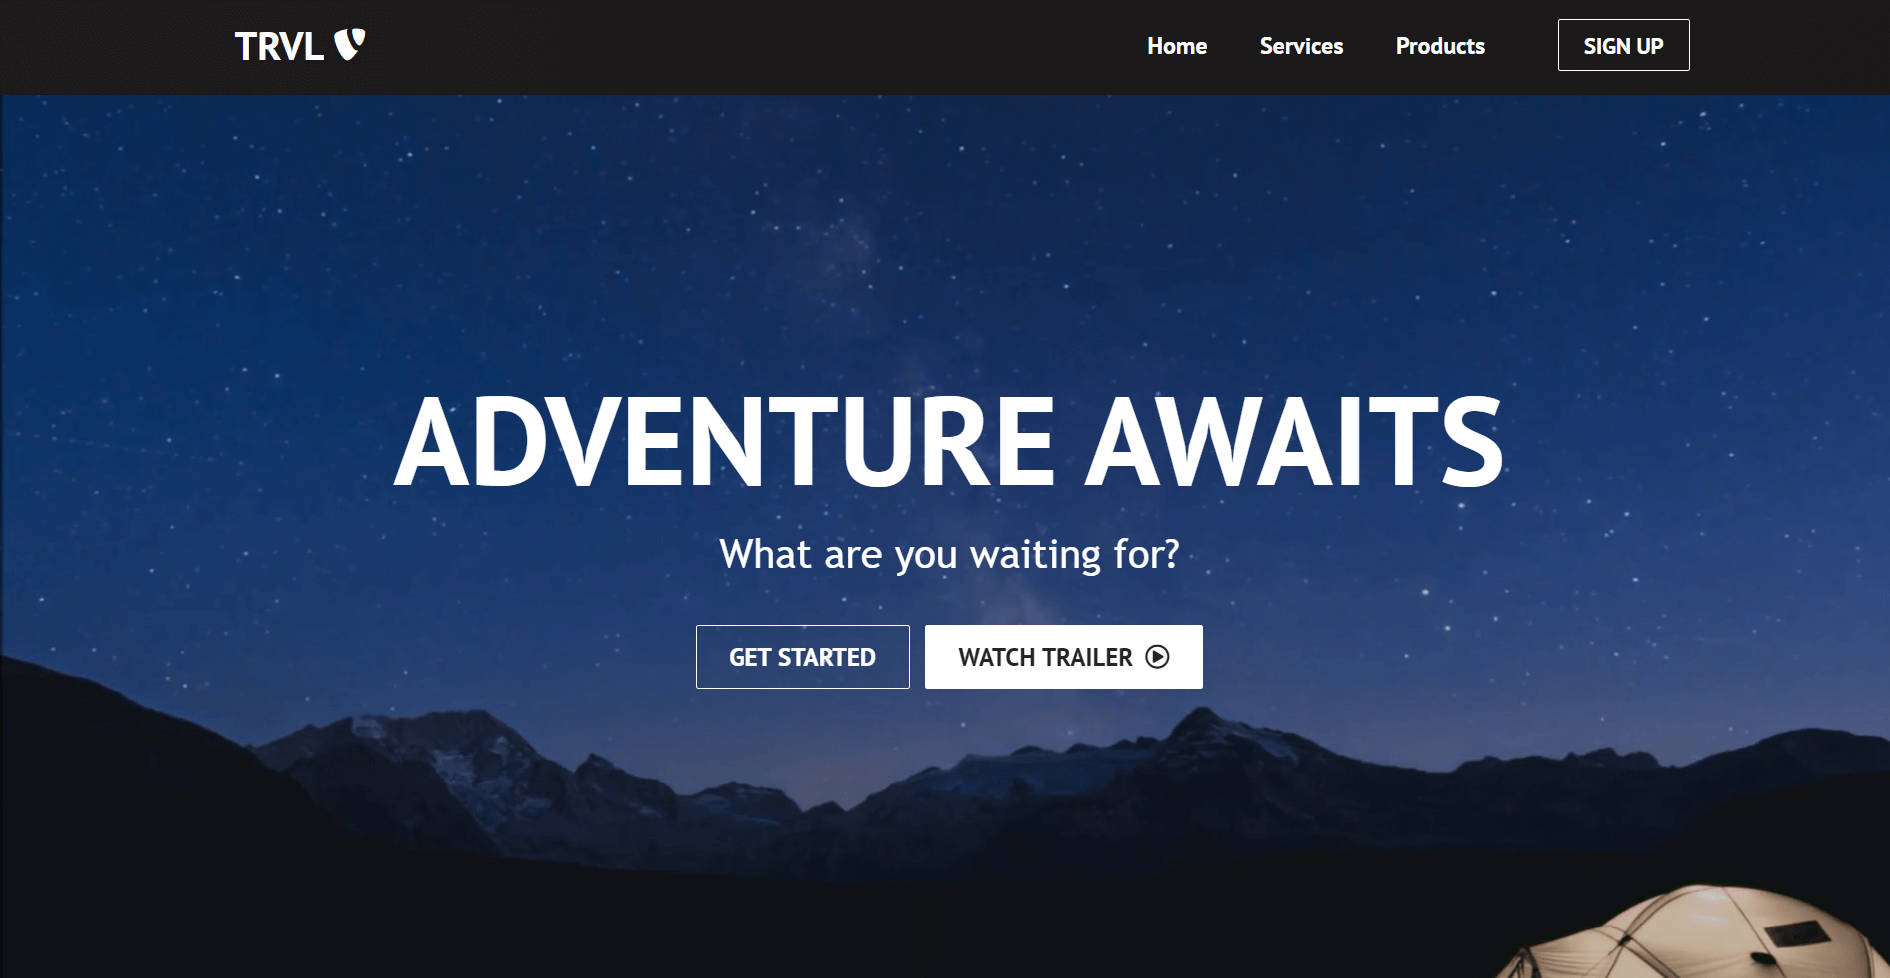 TRVL
Home Services Products SIGN UP
ADVENTURE AWAITS
What are you waiting for?
GET STARTED WATCH TRAILER